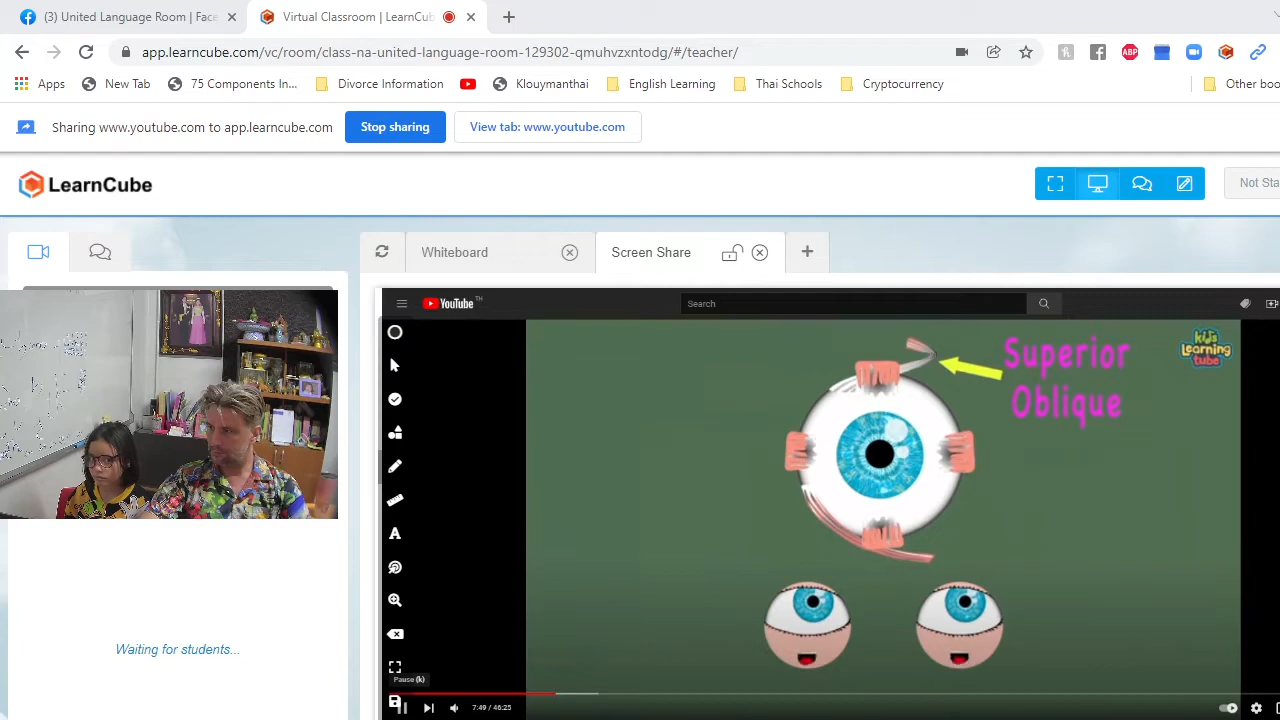 (3) United Language Room | Face
Virtual Classroom | LearnCube
app.learncube.com/vc/room/class-na-united-language-room-129302-qmuhvzxntodg/#/teacher/
ABP
Apps
New Tab
75 Components In...
Divorce Information
Klouymanthai
English Learning
Thai Schools
Cryptocurrency
Other boo
Sharing www.youtube.com to app.learncube.com
Stop sharing
View tab: www.youtube.com
LearnCube
Not Sta
Whiteboard
Screen Share
YouTube TH
Search
Superior
Oblique
kids
Learning
tube
A
Waiting for students...
Pause (k)
7:49 / 46:25